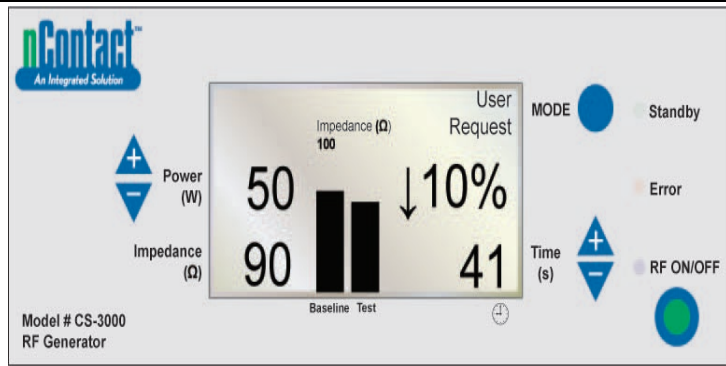 nContact™
An Integrated Solution
Power
(W)
Impedance
(Ω)
50
90
Impedance (Ω)
100
Baseline Test
User
Request
↓10%
41
MODE
Time
(s)
Standby
Error
RF ON/OFF
Model # CS-3000
RF Generator